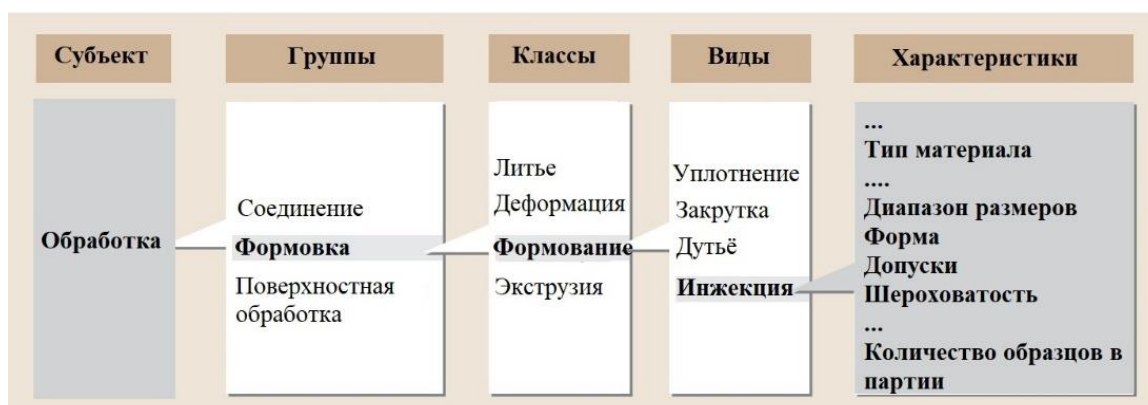 Субъект
Группы
Классы
Виды
Характеристики
Обработка
Соединение
Формовка
Поверхностная
обработка
Литье
Деформация
Формование
Экструзия
Уплотнение
Закрутка
Дутьё
Инжекция
...
Тип материала
....
Диапазон размеров
Форма
Допуски
Шероховатость
...
Количество образцов в
партии